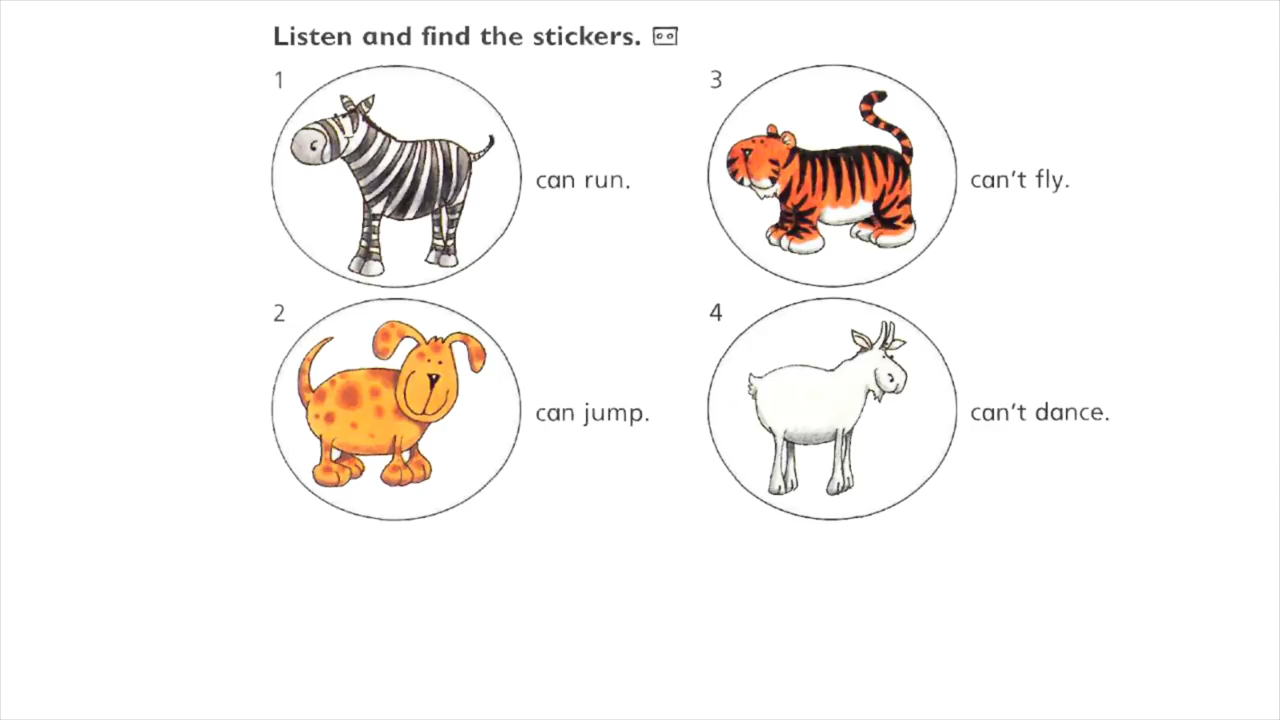 Listen and find the stickers.
1
can run.
2
can jump.
3
can't fly.
4
can't dance.